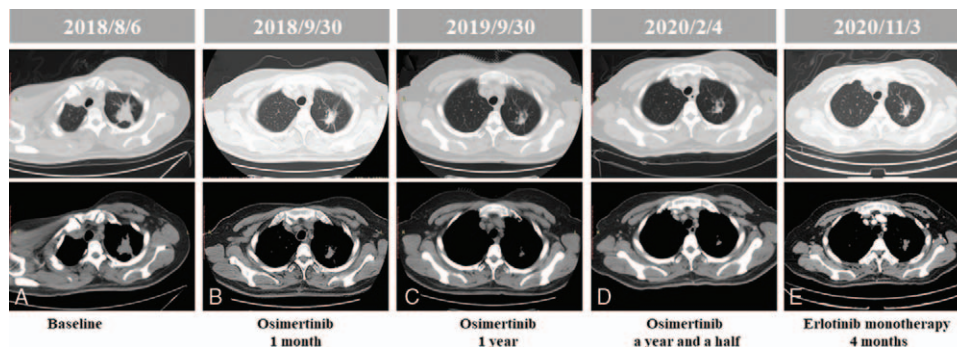 2018/8/6
2018/9/30
2019/9/30
2020/2/4
2020/11/3
A
B
C
D
E
Baseline
Osimertinib
1 month
Osimertinib
1 year
Osimertinib
a year and a half
Erlotinib monotherapy
4 months